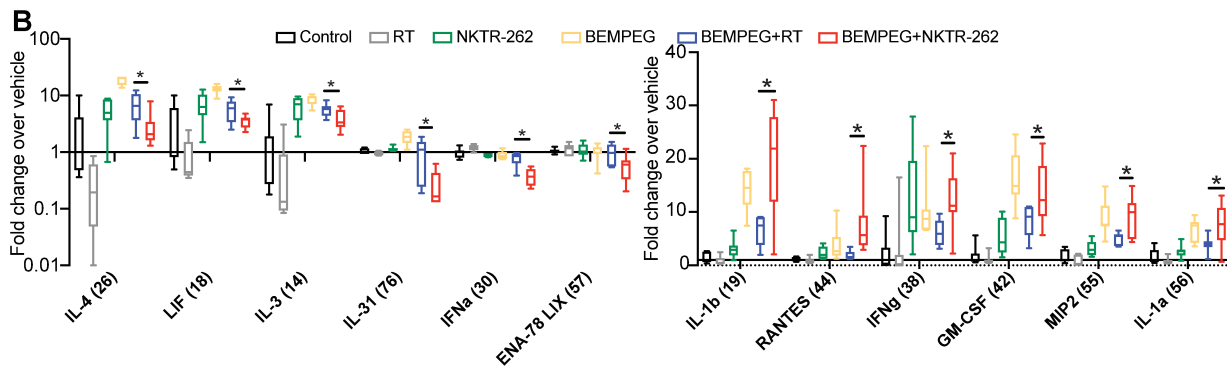 B
Control RT NKTR-262 BEMPEG BEMPEG+RT BEMPEG+NKTR-262
Fold change over vehicle
100
10
1
0.1
0.01
* * * * * *
IL-4 (26) LIF (18) IL-3 (14) IL-31 (76) IFNa (30) ENA-78 LIX (57)
Fold change over vehicle
40
30
20
10
0
* * * * * *
IL-1b (19) RANTES (44) IFNg (38) GM-CSF (42) MIP2 (55) IL-1a (56)